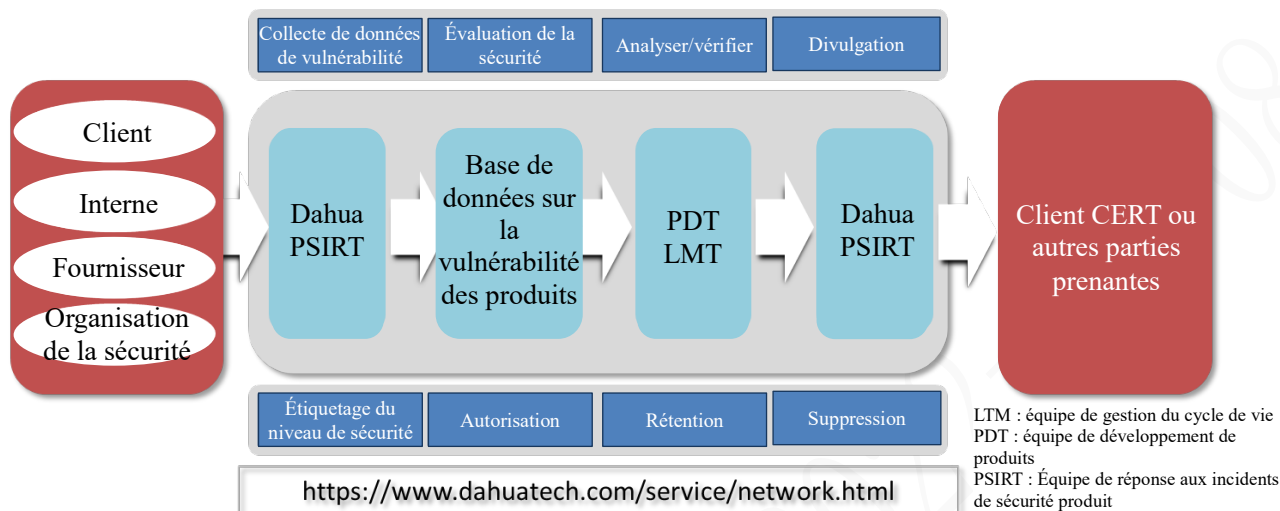 Collecte de données
de vulnérabilité
Évaluation de la
sécurité
Analyser/vérifier
Divulgation
Client
Interne
Fournisseur
Organisation
de la sécurité
Dahua
PSIRT
Base de
données sur
la
vulnérabilité
des produits
PDT
LMT
Dahua
PSIRT
Client CERT ou
autres parties
prenantes
Étiquetage du
niveau de sécurité
Autorisation
Rétention
Suppression
LTM : équipe de gestion du cycle de vie
PDT : équipe de développement de
produits
PSIRT : Équipe de réponse aux incidents
de sécurité produit
https://www.dahuatech.com/service/network.html